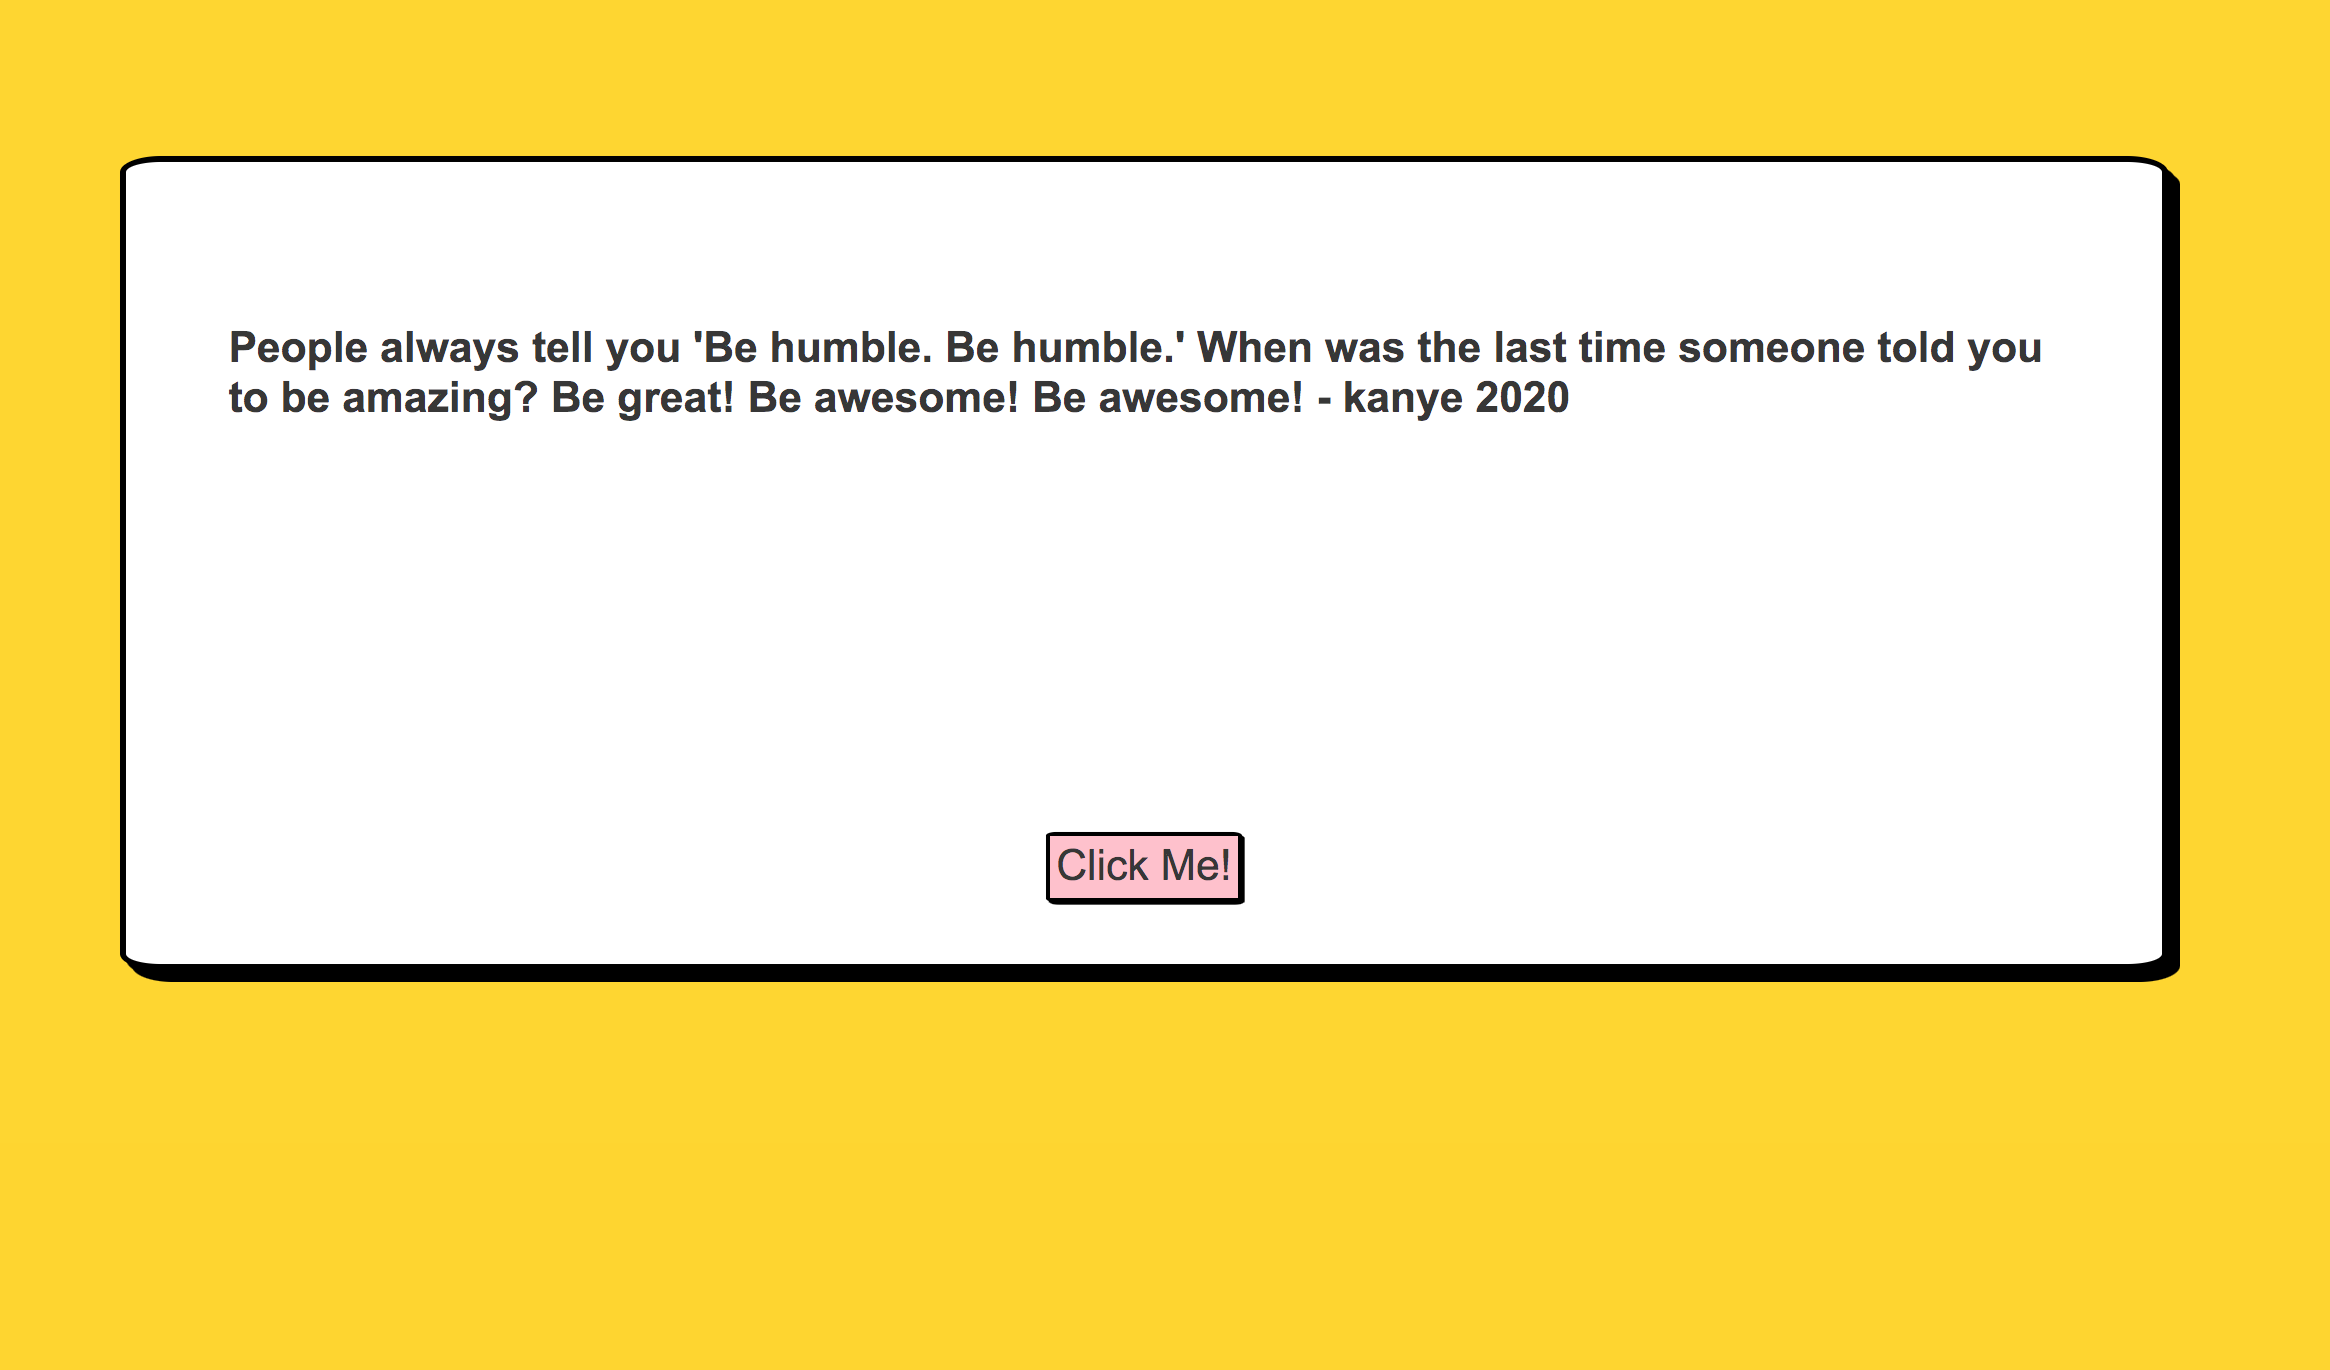 People always tell you 'Be humble. Be humble.' When was the last time someone told you
to be amazing? Be great! Be awesome! Be awesome! - kanye 2020
Click Me!